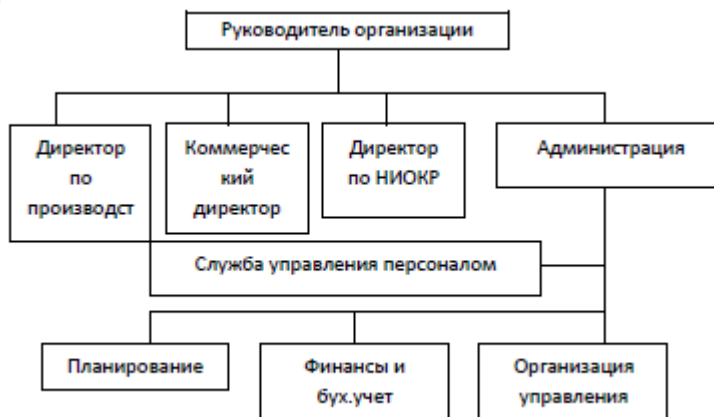 Руководитель организации
Директор
по
производст
Коммерчес
кий
директор
Директор
по НИОКР
Администрация
Служба управления персоналом
Планирование
Финансы и
бух.учет
Организация
управления